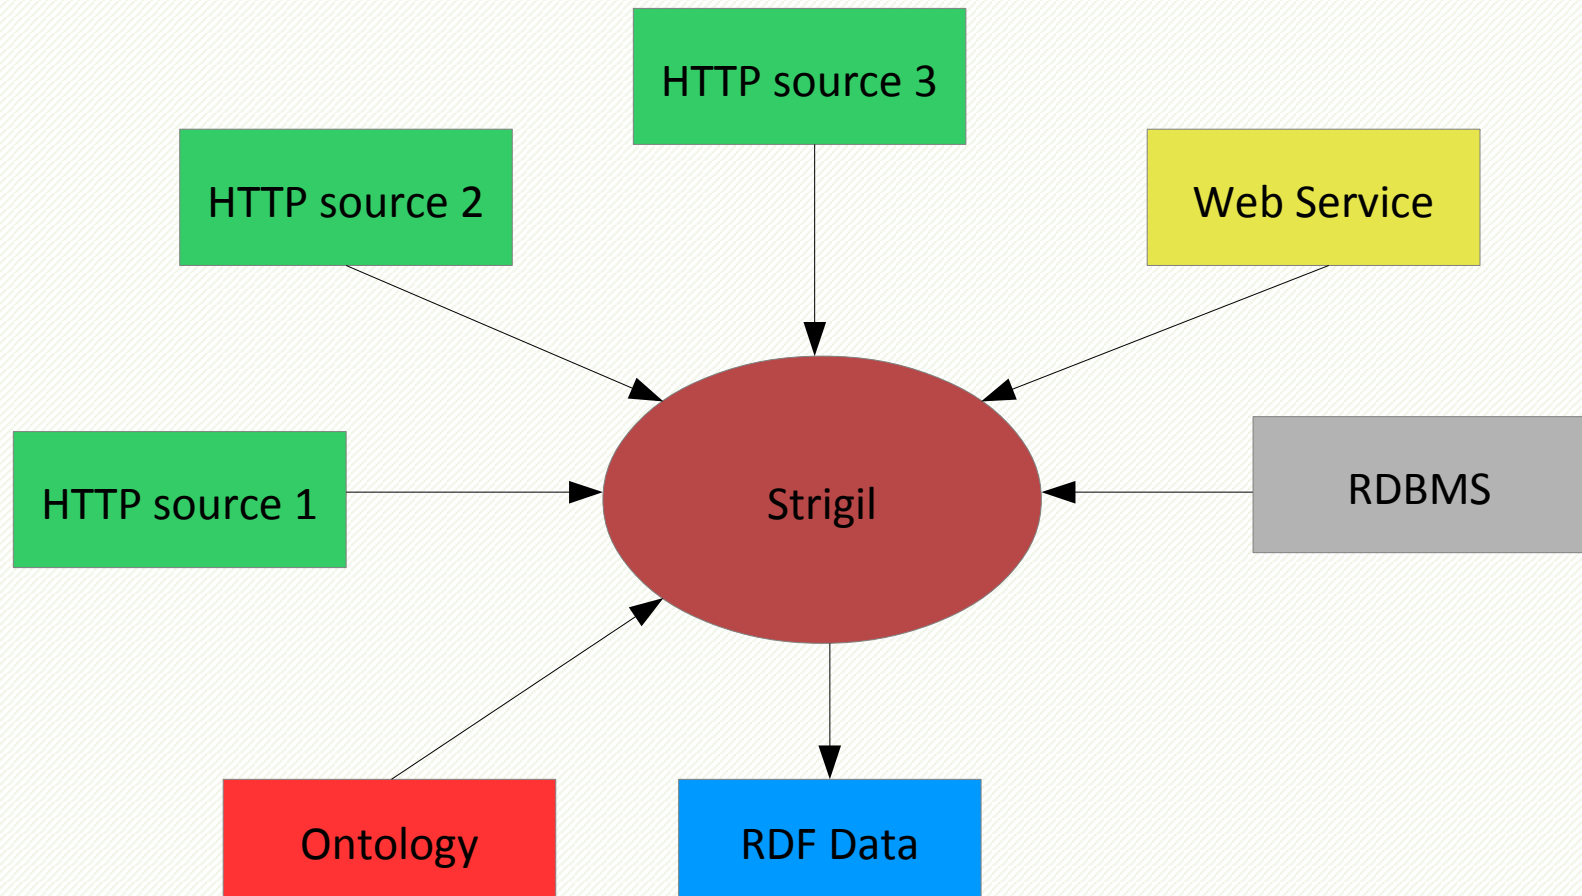 HTTP source 3
HTTP source 2
Web Service
HTTP source 1
Strigil
RDBMS
Ontology
RDF Data